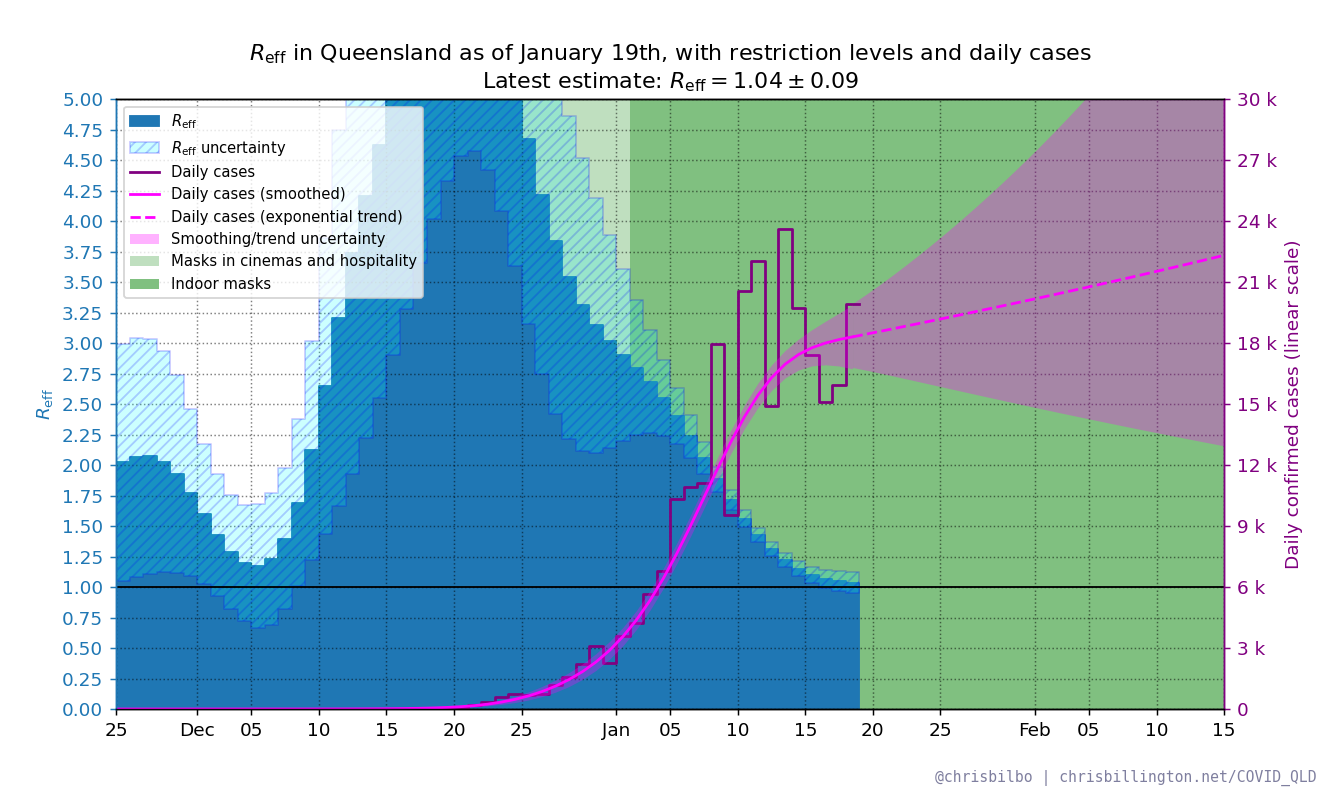 R_eff in Queensland as of January 19th, with restriction levels and daily cases
Latest estimate: R_eff = 1.04 ± 0.09
R_eff
R_eff uncertainty
Daily cases
Daily cases (smoothed)
Daily cases (exponential trend)
Smoothing/trend uncertainty
Masks in cinemas and hospitality
Indoor masks
5.00
4.75
4.50
4.25
4.00
3.75
3.50
3.25
3.00
2.75
2.50
2.25
2.00
1.75
1.50
1.25
1.00
0.75
0.50
0.25
0.00
R_eff
30 k
27 k
24 k
21 k
18 k
15 k
12 k
9 k
6 k
3 k
0
Daily confirmed cases (linear scale)
25 Dec 05 10 15 20 25 Jan 05 10 15 20 25 Feb 05 10 15
@chrisbilbo | chrisbillington.net/COVID_QLD